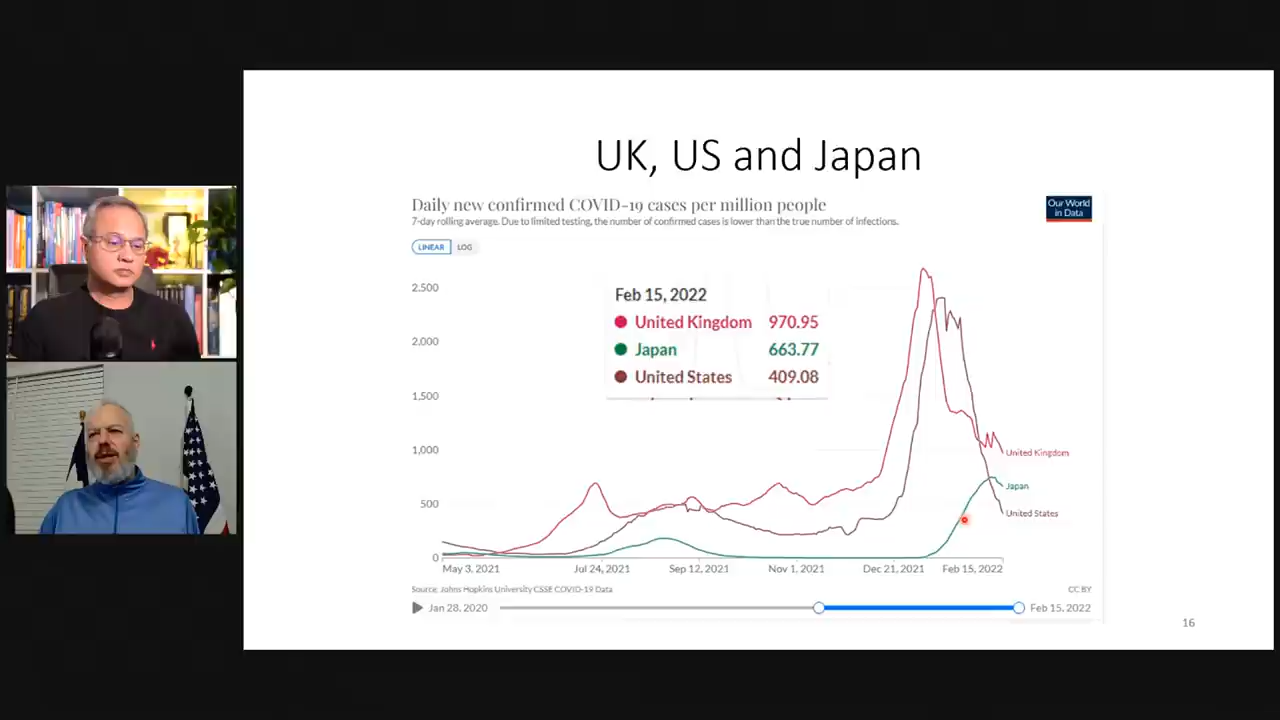 UK, US and Japan
Daily new confirmed COVID-19 cases per million people
7-day rolling average. Due to limited testing, the number of confirmed cases is lower than the true number of infections.
Our World
in Data
LINEAR LOG
2,500
2,000
1,500
1,000
500
0
Feb 15, 2022
United Kingdom 970.95
Japan 663.77
United States 409.08
United Kingdom
Japan
United States
May 3, 2021 Jul 24, 2021 Sep 12, 2021 Nov 1, 2021 Dec 21, 2021 Feb 15, 2022
Source: Johns Hopkins University CSSE COVID-19 Data CC BY
Jan 28, 2020 Feb 15, 2022
16